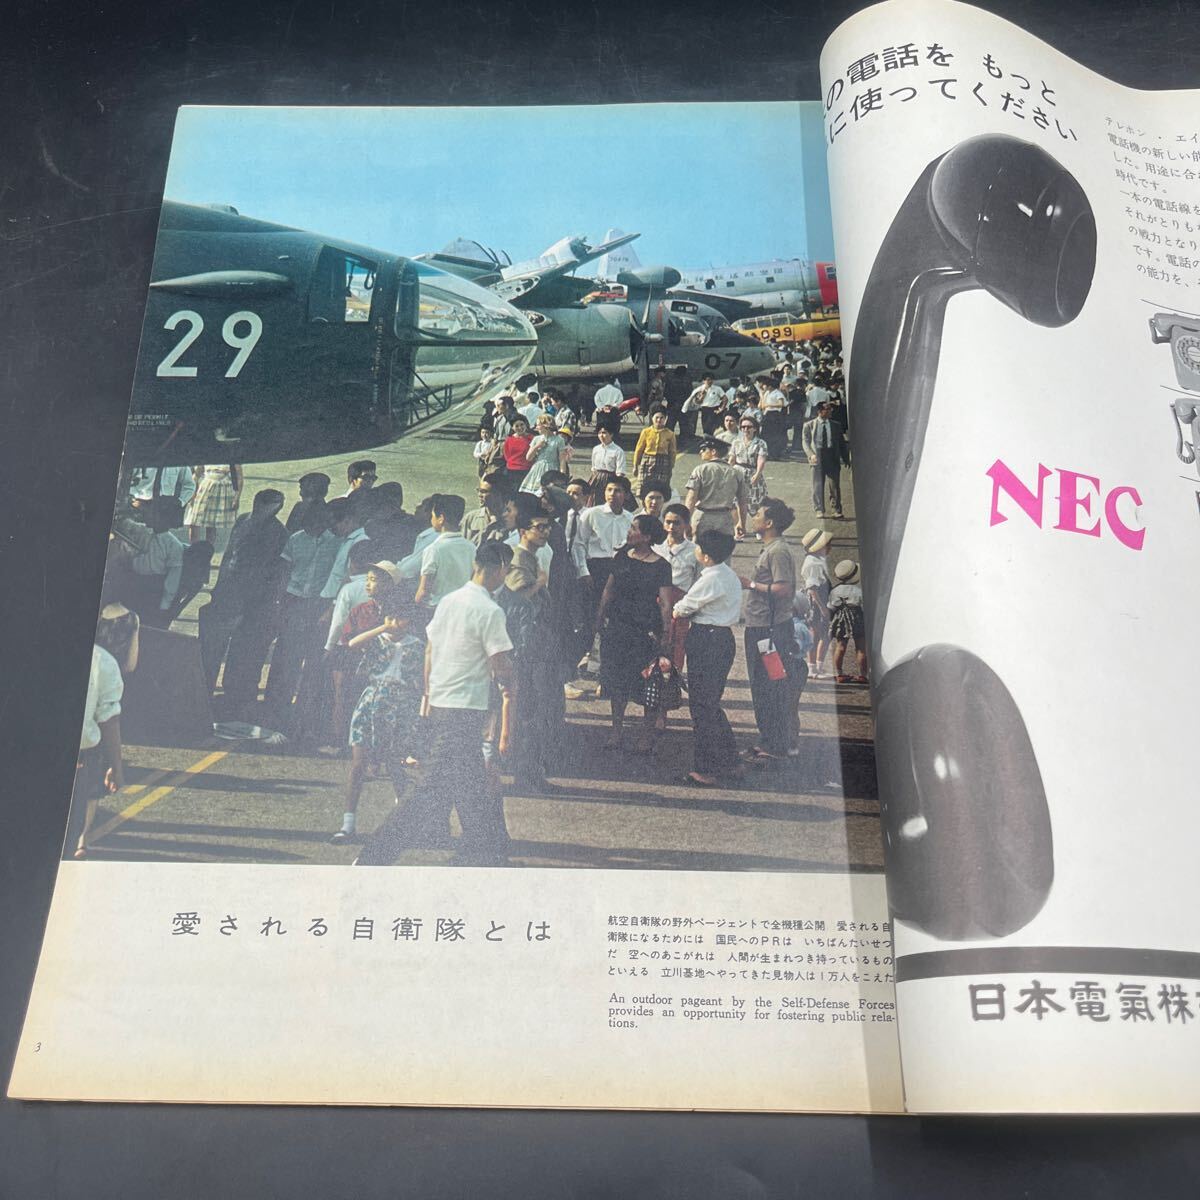 29
0-7
A099
愛される自衛隊とは
航空自衛隊の野外ページェントで全機種公開　愛される自
衛隊になるためには　国民へのＰＲは　いちばんたいせつ
だ　空へのあこがれは　人間が生まれつき持っているもの
といえる　立川基地へやってきた見物人は１万人をこえた
An outdoor pageant by the Self-Defense Forces
provides an opportunity for fostering public rela-
tions.
3
の電話を　もっと
に使ってください
テレホン・エイ
電話機の新しい
した。用途に合
時代です。
一本の電話線を
それがとりも
の戦力となり
です。電話の
の能力を、
NEC
日本電氣株